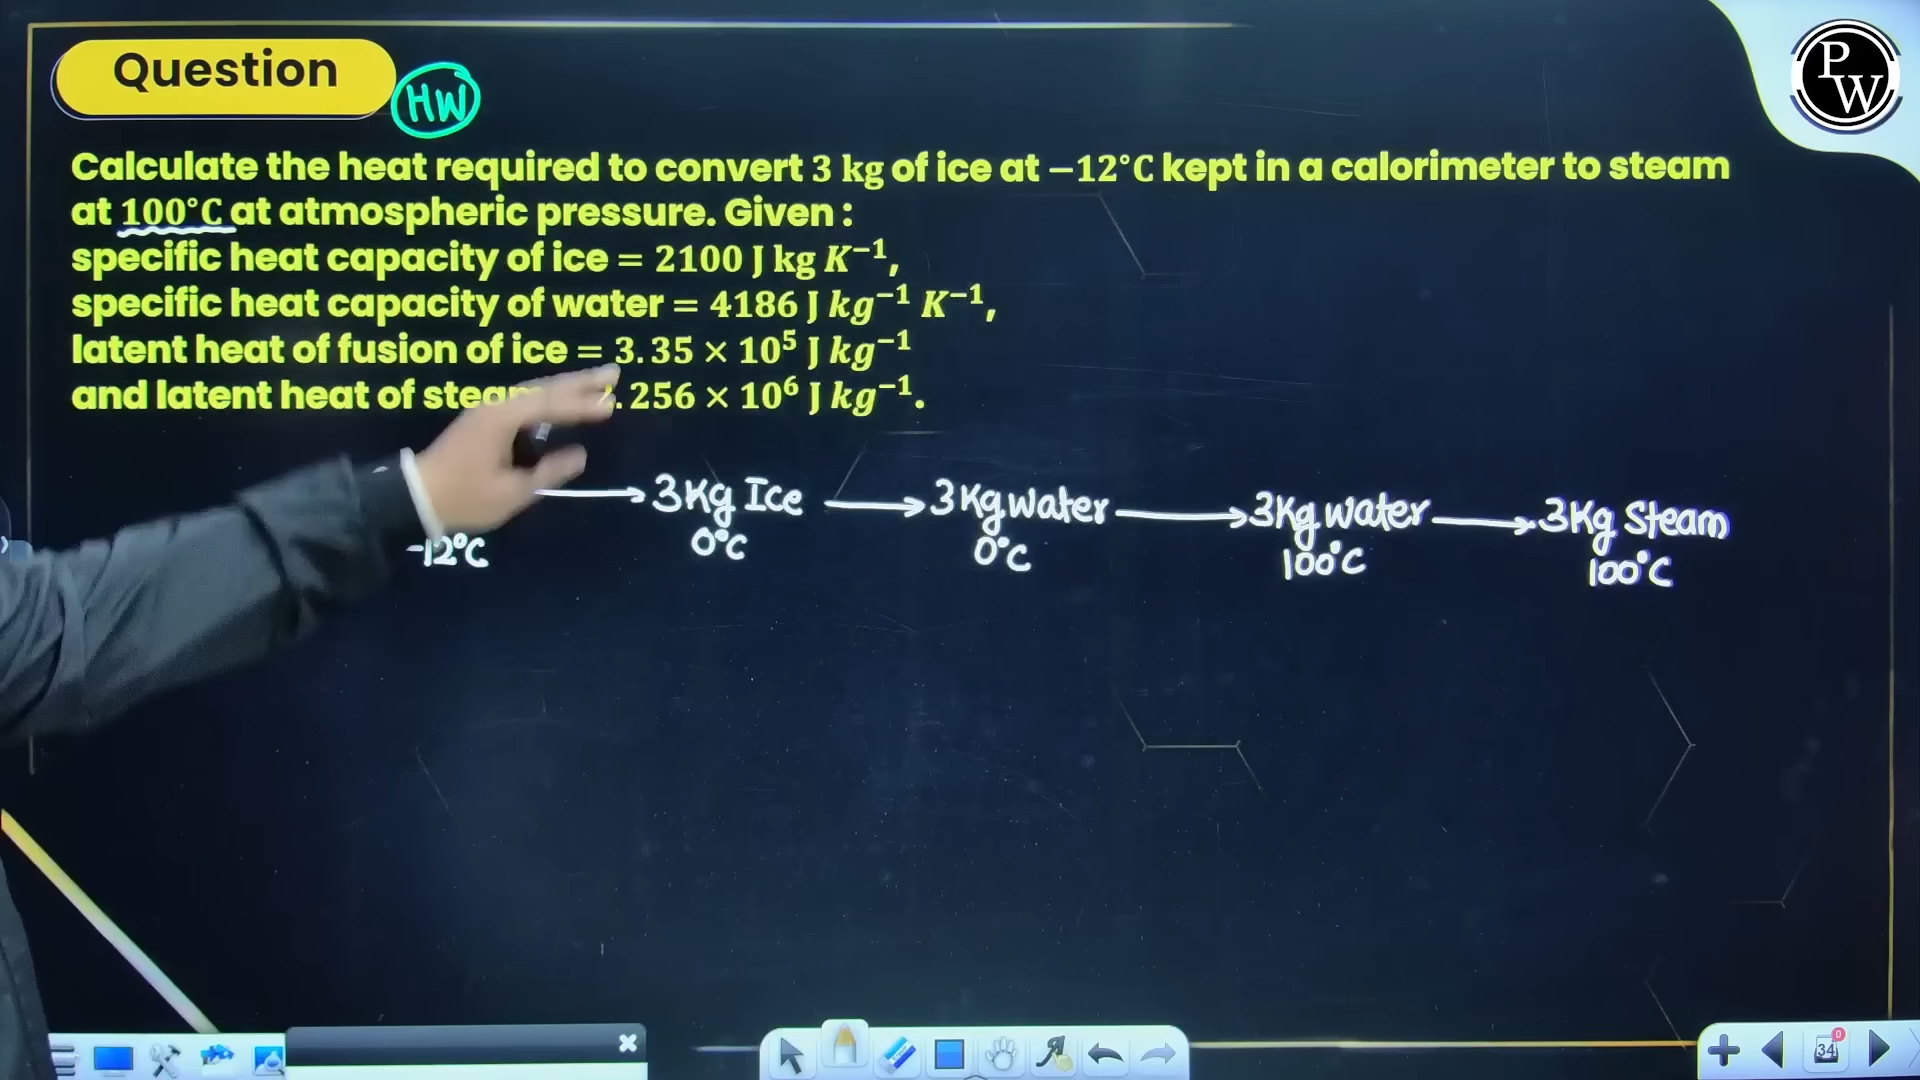 Question
HW
PW
Calculate the heat required to convert 3 kg of ice at −12°C kept in a calorimeter to steam
at 100°C at atmospheric pressure. Given :
specific heat capacity of ice = 2100 J kg K⁻¹,
specific heat capacity of water = 4186 J kg⁻¹ K⁻¹,
latent heat of fusion of ice = 3.35 × 10⁵ J kg⁻¹
and latent heat of .256 × 10⁶ J kg⁻¹.
→ 3Kg Ice → 3Kg water → 3Kg water → 3Kg Steam
-12°C 0°C 0°C 100°C 100°C
34
0